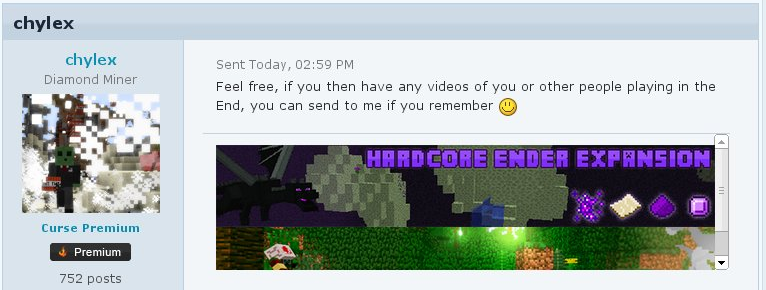 chylex
chylex
Diamond Miner
Curse Premium
Premium
752 posts
Sent Today, 02:59 PM
Feel free, if you then have any videos of you or other people playing in the
End, you can send to me if you remember
HARDCORE ENDER EXPANSION